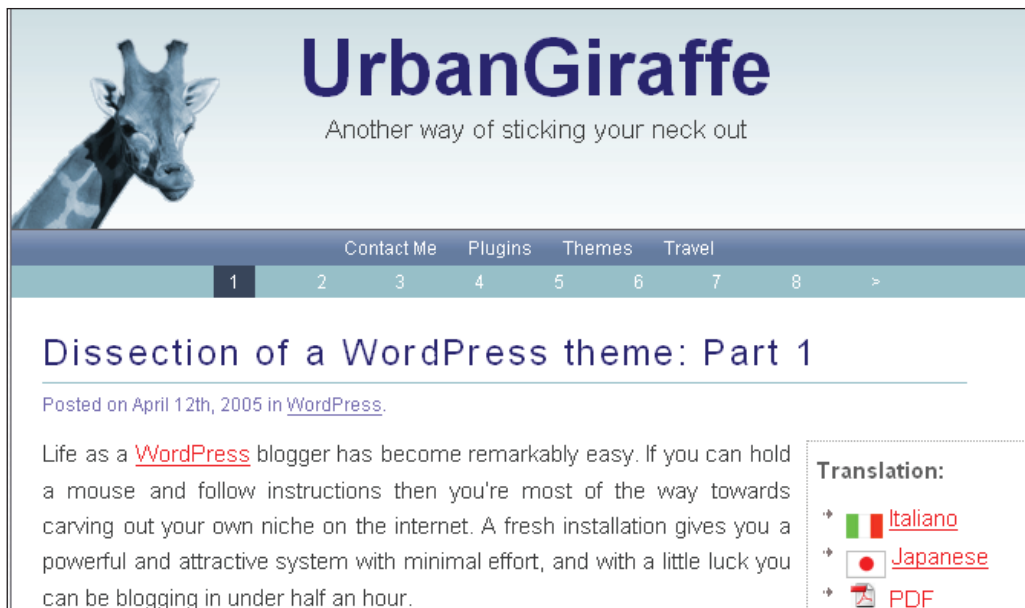 UrbanGiraffe
Another way of sticking your neck out
Contact Me Plugins Themes Travel
1 2 3 4 5 6 7 8 >
Dissection of a WordPress theme: Part 1
Posted on April 12th, 2005 in WordPress.
Life as a WordPress blogger has become remarkably easy. If you can hold
a mouse and follow instructions then you're most of the way towards
carving out your own niche on the internet. A fresh installation gives you a
powerful and attractive system with minimal effort, and with a little luck you
can be blogging in under half an hour.
Translation:
Italiano
Japanese
PDF